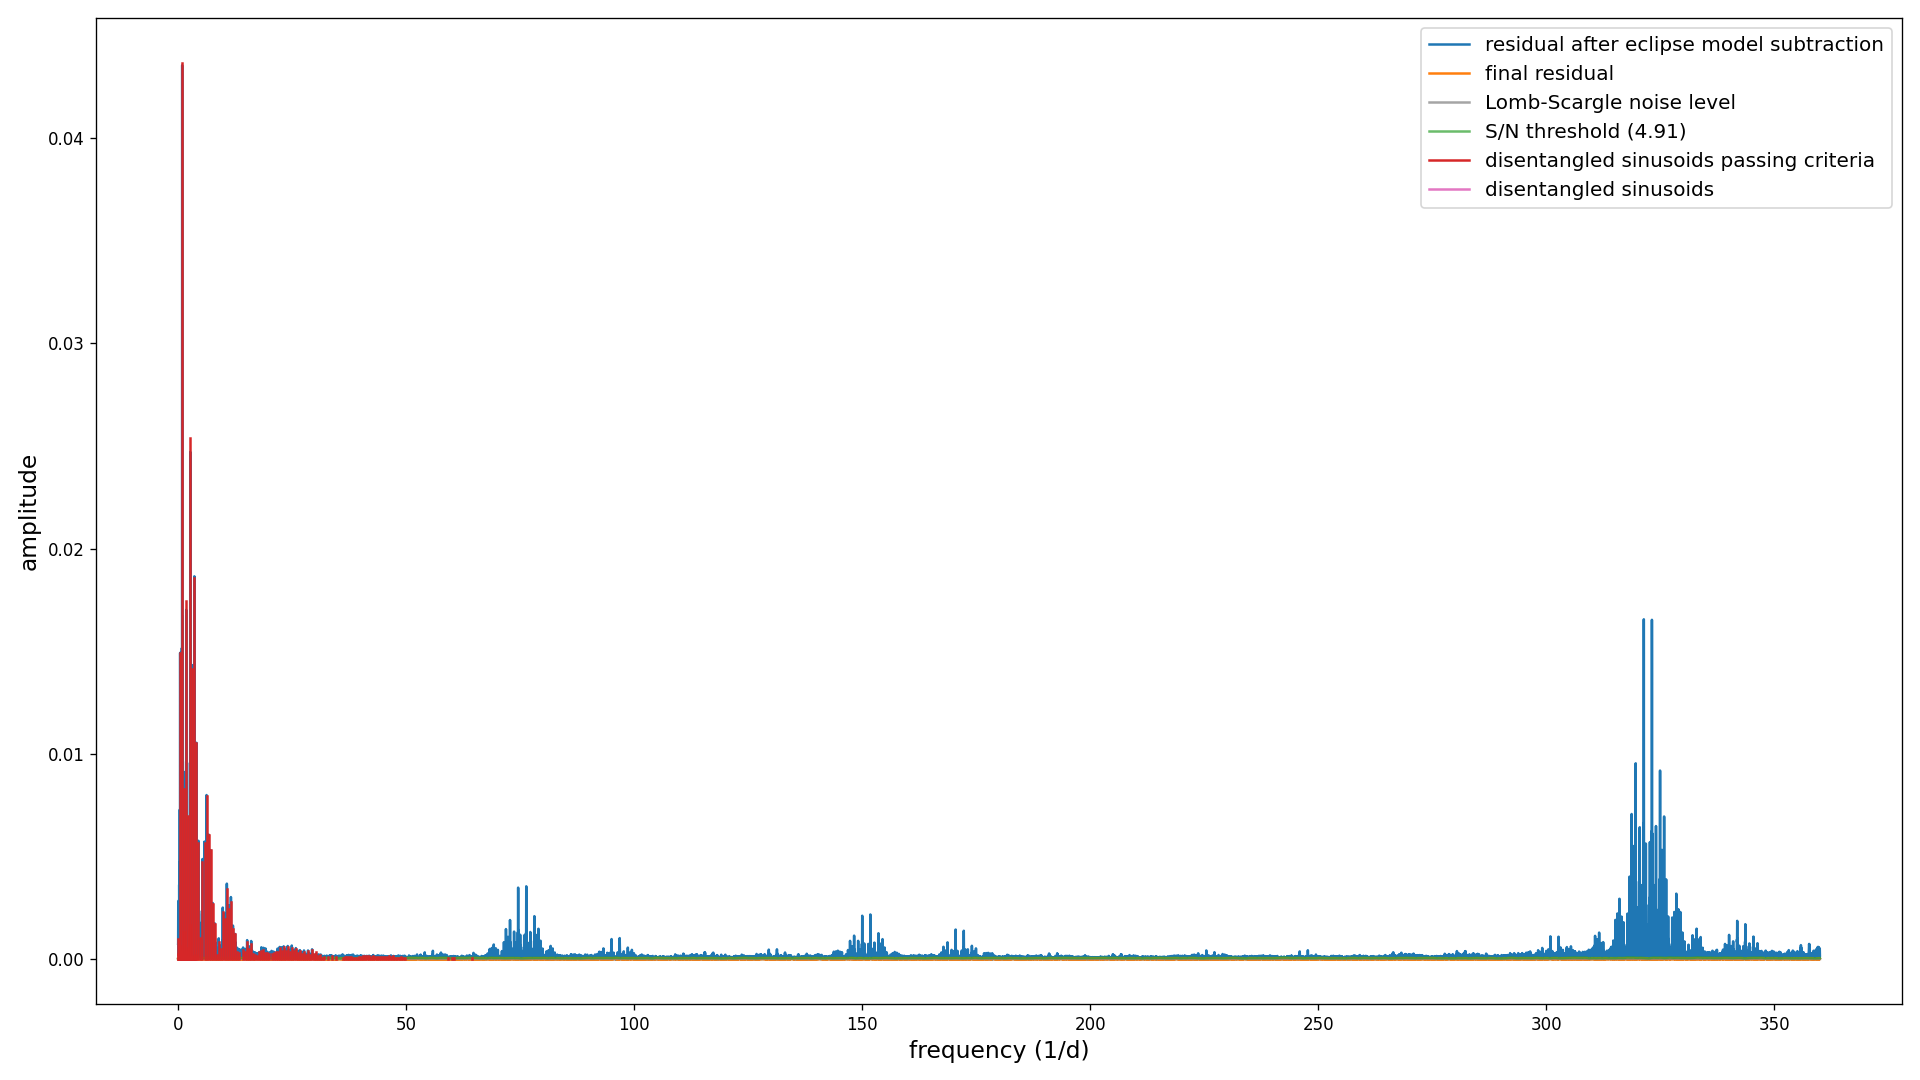 residual after eclipse model subtraction
final residual
Lomb-Scargle noise level
S/N threshold (4.91)
disentangled sinusoids passing criteria
disentangled sinusoids
0.04
0.03
0.02
0.01
0.00
amplitude
0 50 100 150 200 250 300 350
frequency (1/d)